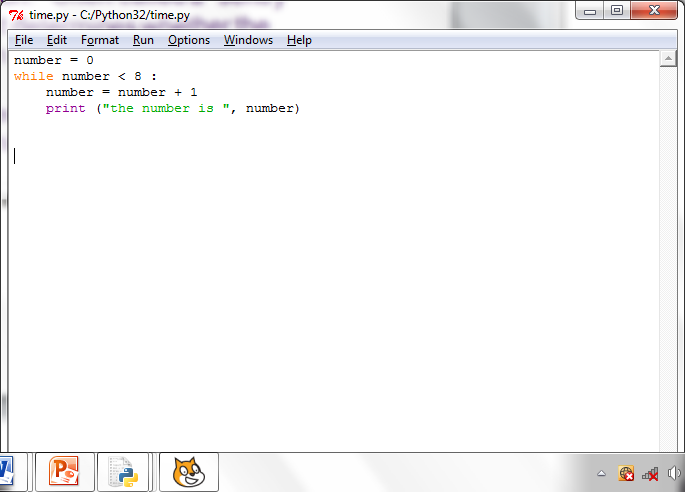 time.py - C:/Python32/time.py
File Edit Format Run Options Windows Help
number = 0
while number < 8 :
    number = number + 1
    print ("the number is ", number)